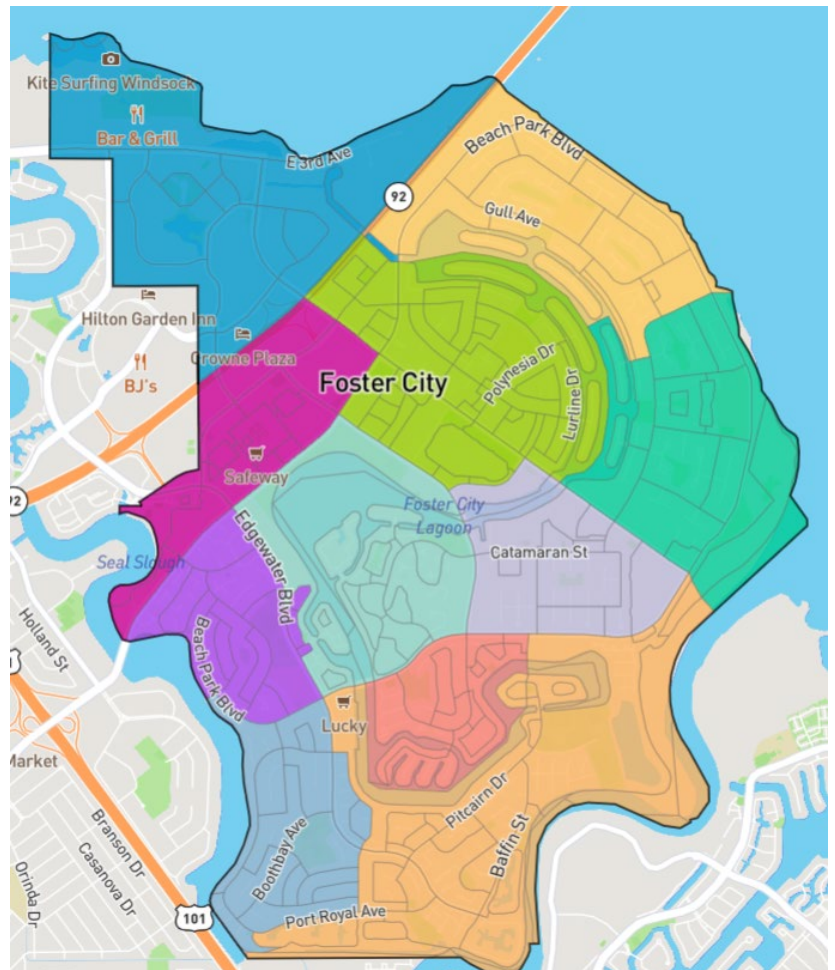 Kite Surfing Windsock
Bar & Grill
E 3rd Ave
Beach Park Blvd
92
Gull Ave
Hilton Garden Inn
Crowne Plaza
BJ's
Foster City
Polynesia Dr
Lurline Dr
Safeway
92
Foster City
Lagoon
Edgewater Blvd
Catamaran St
Seal Slough
Holland St
Beach Park Blvd
Lucky
Market
Pitcairn Dr
Branson Dr
Boothbay Ave
Baffin St
Casanova Dr
Orinda Dr
101
Port Royal Ave